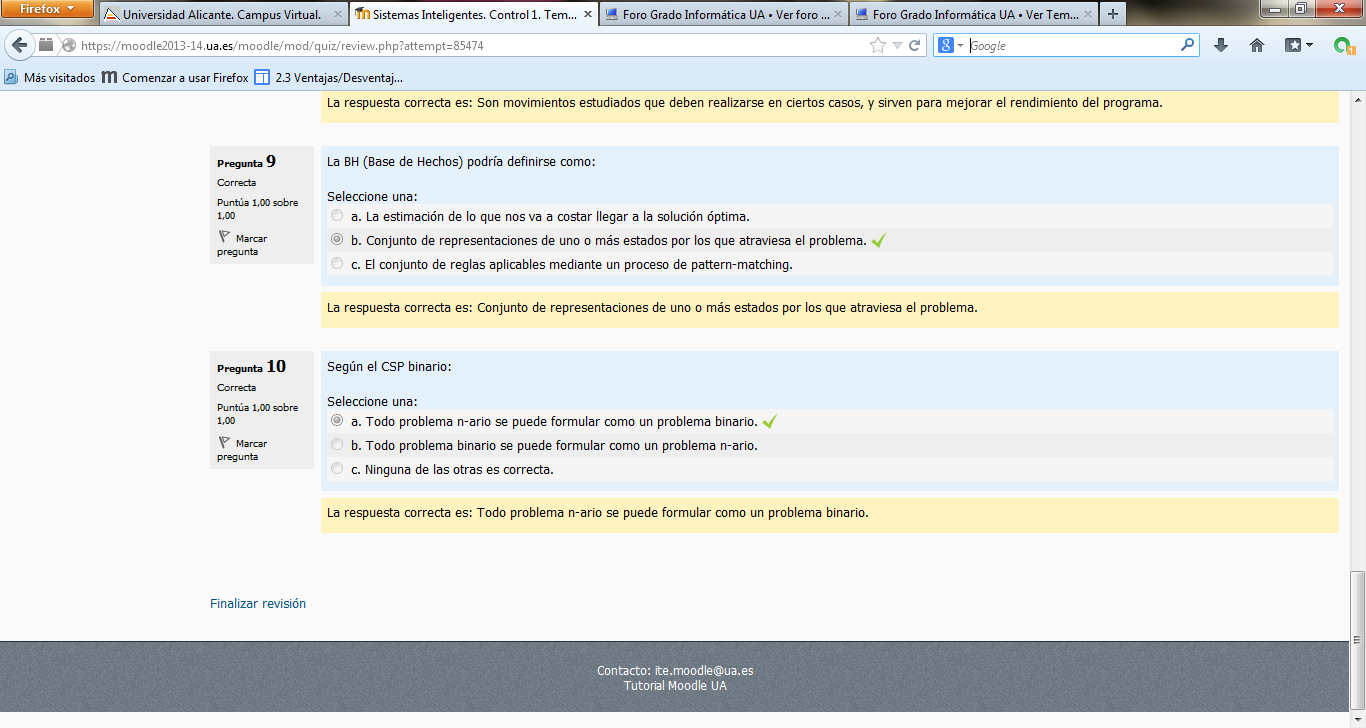 Firefox
Universidad Alicante. Campus Virtual.
Sistemas Inteligentes. Control 1. Tem...
Foro Grado Informática UA • Ver foro ...
Foro Grado Informática UA • Ver Tem...
https://moodle2013-14.ua.es/moodle/mod/quiz/review.php?attempt=85474
Google
Más visitados
Comenzar a usar Firefox
2.3 Ventajas/Desventaj...
La respuesta correcta es: Son movimientos estudiados que deben realizarse en ciertos casos, y sirven para mejorar el rendimiento del programa.
Pregunta 9
Correcta
Puntúa 1,00 sobre
1,00
Marcar
pregunta
La BH (Base de Hechos) podría definirse como:
Seleccione una:
a. La estimación de lo que nos va a costar llegar a la solución óptima.
b. Conjunto de representaciones de uno o más estados por los que atraviesa el problema.
c. El conjunto de reglas aplicables mediante un proceso de pattern-matching.
La respuesta correcta es: Conjunto de representaciones de uno o más estados por los que atraviesa el problema.
Pregunta 10
Correcta
Puntúa 1,00 sobre
1,00
Marcar
pregunta
Según el CSP binario:
Seleccione una:
a. Todo problema n-ario se puede formular como un problema binario.
b. Todo problema binario se puede formular como un problema n-ario.
c. Ninguna de las otras es correcta.
La respuesta correcta es: Todo problema n-ario se puede formular como un problema binario.
Finalizar revisión
Contacto: ite.moodle@ua.es
Tutorial Moodle UA